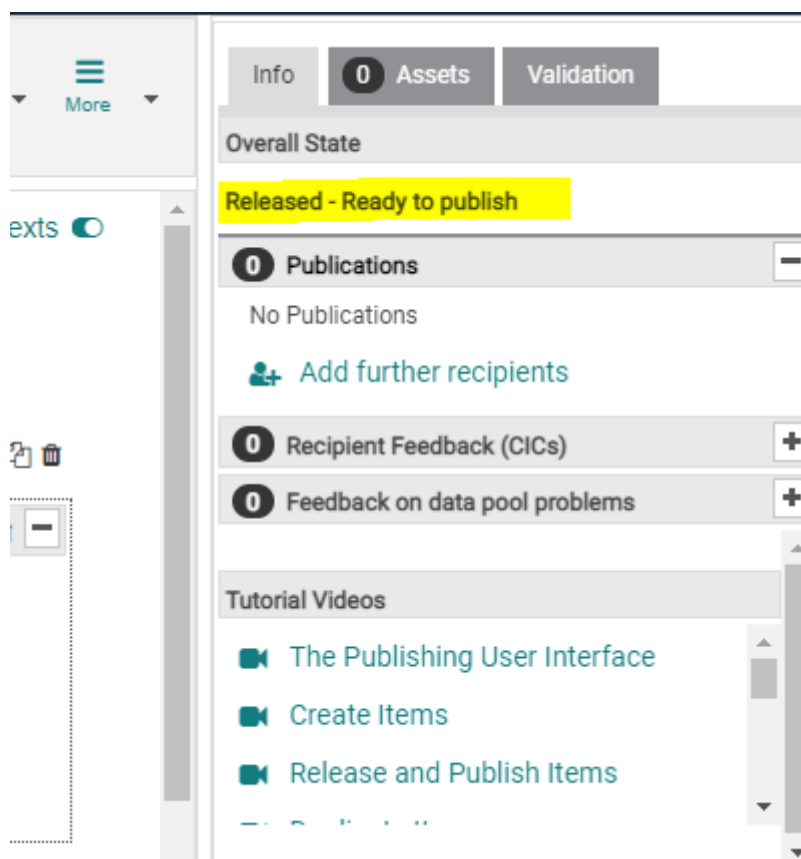 More
exts
Info
0 Assets
Validation
Overall State
Released - Ready to publish
0 Publications
No Publications
Add further recipients
0 Recipient Feedback (CICs)
0 Feedback on data pool problems
Tutorial Videos
The Publishing User Interface
Create Items
Release and Publish Items